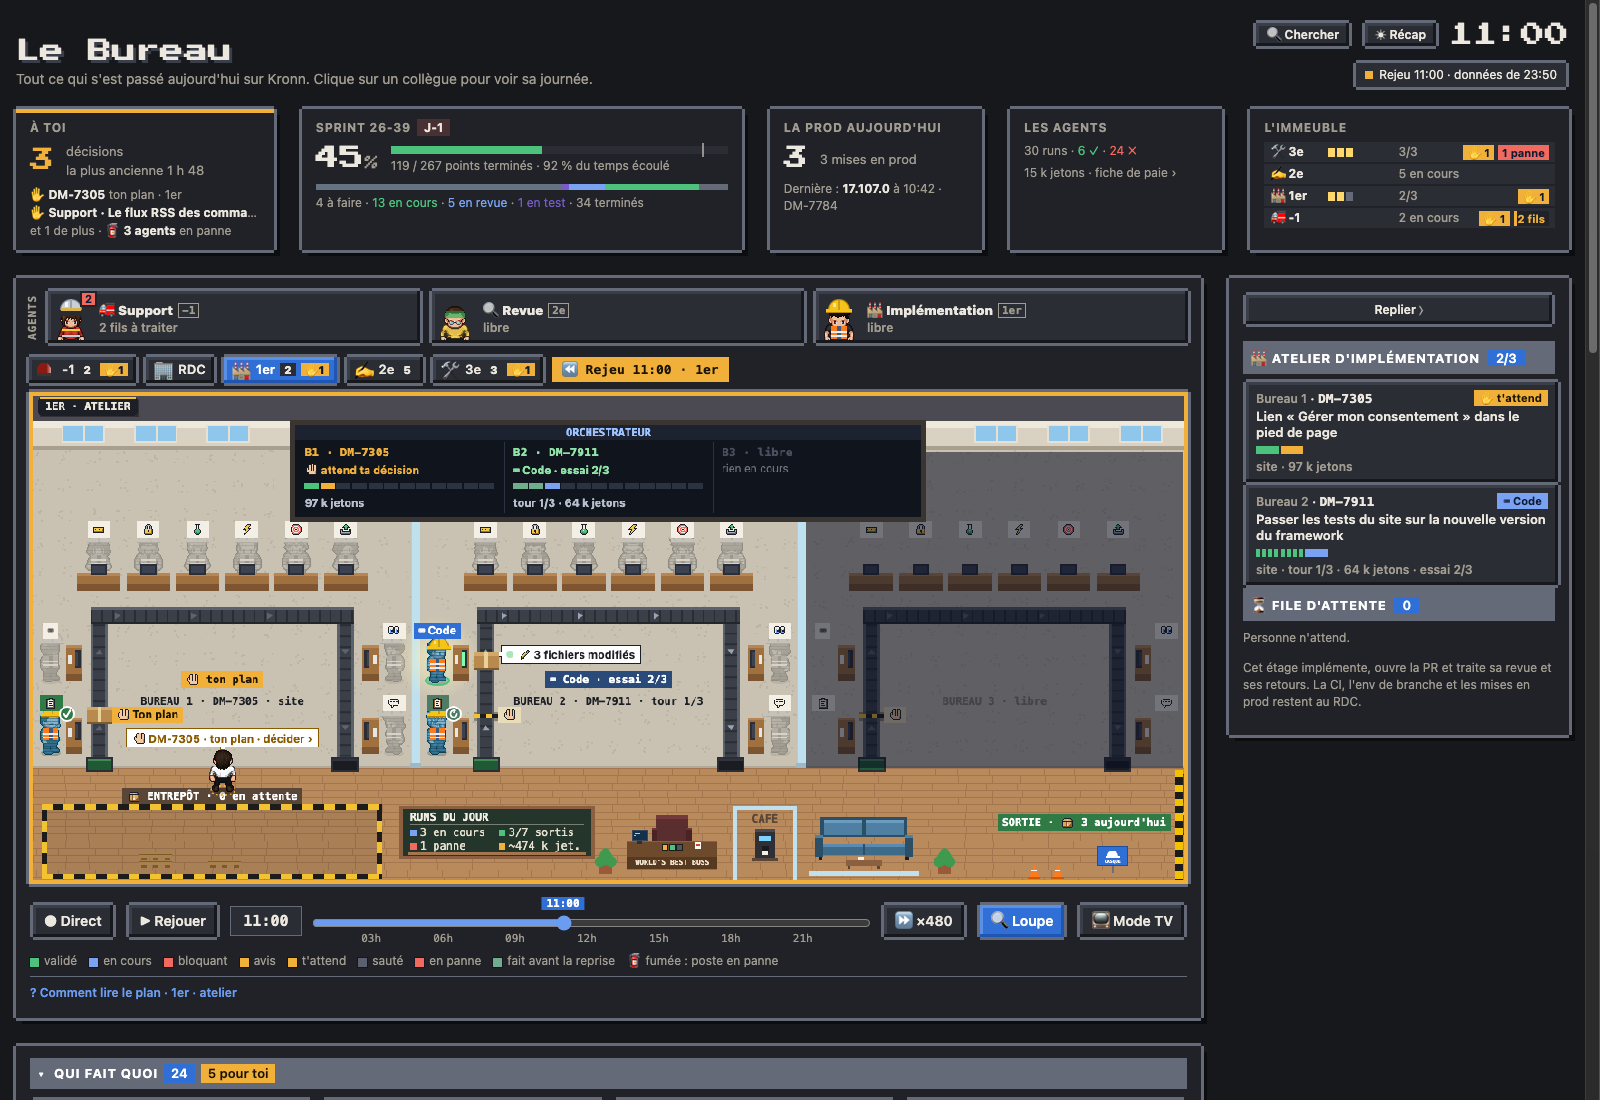 Le Bureau
Tout ce qui s'est passé aujourd'hui sur Kronn. Clique sur un collègue pour voir sa journée.
Chercher
Récap
11:00
Rejeu 11:00 · données de 23:50
À TOI
3
décisions
la plus ancienne 1 h 48
DM-7305 ton plan · 1er
Support · Le flux RSS des comma…
et 1 de plus · 3 agents en panne
SPRINT 26-39 J-1
45%
119 / 267 points terminés · 92 % du temps écoulé
4 à faire · 13 en cours · 5 en revue · 1 en test · 34 terminés
LA PROD AUJOURD'HUI
3 3 mises en prod
Dernière : 17.107.0 à 10:42 ·
DM-7784
LES AGENTS
30 runs · 6 ✓ · 24 ✕
15 k jetons · fiche de paie ›
L'IMMEUBLE
3e 3/3 1 1 panne
2e 5 en cours
1er 2/3 1
-1 2 en cours 1 2 fils
AGENTS
2
Support -1
2 fils à traiter
Revue 2e
libre
Implémentation 1er
libre
-1 2 1
RDC
1er 2 1
2e 5
3e 3 1
Rejeu 11:00 · 1er
1ER · ATELIER
ORCHESTRATEUR
B1 · DM-7305
attend ta décision
97 k jetons
B2 · DM-7911
Code · essai 2/3
tour 1/3 · 64 k jetons
B3 · libre
rien en cours
Code
3 fichiers modifiés
ton plan
Code · essai 2/3
BUREAU 1 · DM-7305 · site
BUREAU 2 · DM-7911 · tour 1/3
BUREAU 3 · libre
Ton plan
DM-7305 · ton plan · décider ›
ENTREPÔT · 0 en attente
RUNS DU JOUR
3 en cours 3/7 sortis
1 panne ~474 k jet.
WORLD'S BEST BOSS
CAFÉ
SORTIE · 3 aujourd'hui
Direct
Rejouer
11:00
11:00
03h 06h 09h 12h 15h 18h 21h
×480
Loupe
Mode TV
validé en cours bloquant avis t'attend sauté en panne fait avant la reprise fumée : poste en panne
? Comment lire le plan · 1er · atelier
QUI FAIT QUOI 24 5 pour toi
Replier ›
ATELIER D'IMPLÉMENTATION 2/3
Bureau 1 · DM-7305 t'attend
Lien « Gérer mon consentement » dans le
pied de page
site · 97 k jetons
Bureau 2 · DM-7911 Code
Passer les tests du site sur la nouvelle version
du framework
site · tour 1/3 · 64 k jetons · essai 2/3
FILE D'ATTENTE 0
Personne n'attend.
Cet étage implémente, ouvre la PR et traite sa revue et
ses retours. La CI, l'env de branche et les mises en
prod restent au RDC.